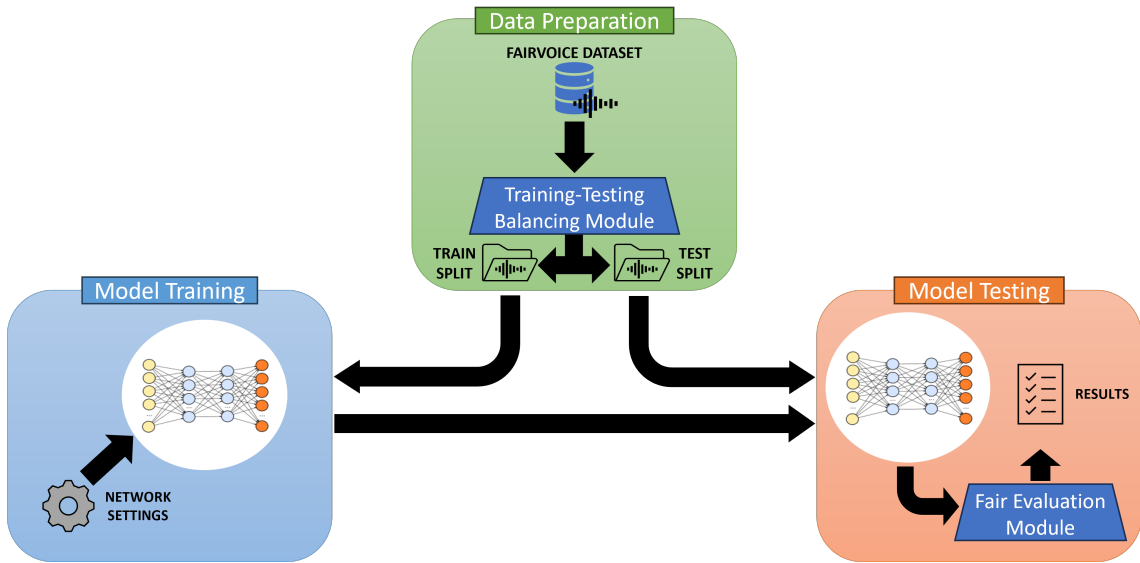 Data Preparation
FAIRVOICE DATASET
Training-Testing
Balancing Module
TRAIN
SPLIT
TEST
SPLIT
Model Training
...
...
...
...
NETWORK
SETTINGS
Model Testing
...
...
...
...
RESULTS
Fair Evaluation
Module